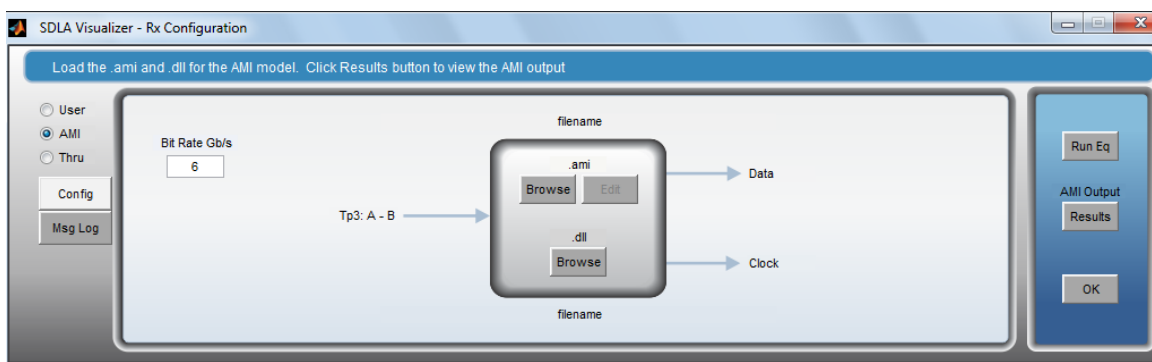 SDLA Visualizer - Rx Configuration
Load the .ami and .dll for the AMI model. Click Results button to view the AMI output
User
AMI
Thru
Config
Msg Log
Bit Rate Gb/s
6
Tp3: A - B
filename
.ami
Browse
Edit
.dll
Browse
filename
Data
Clock
Run Eq
AMI Output
Results
OK